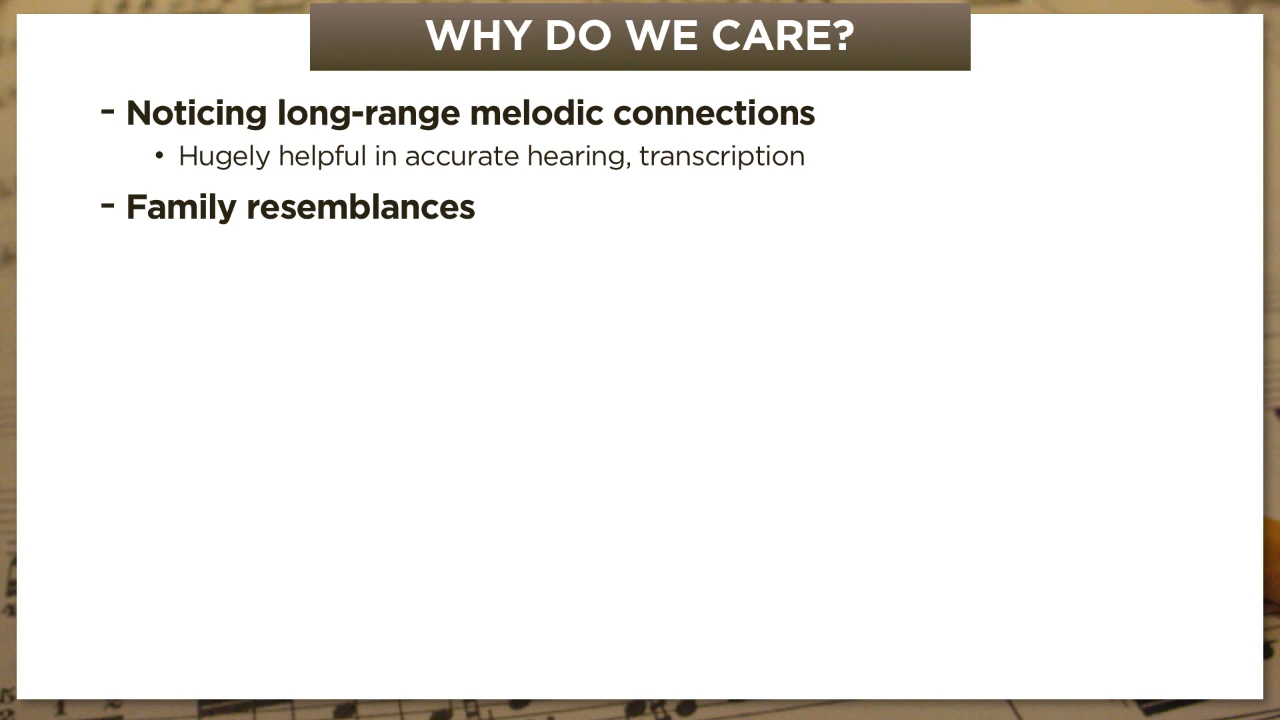 WHY DO WE CARE?
- Noticing long-range melodic connections
• Hugely helpful in accurate hearing, transcription
- Family resemblances